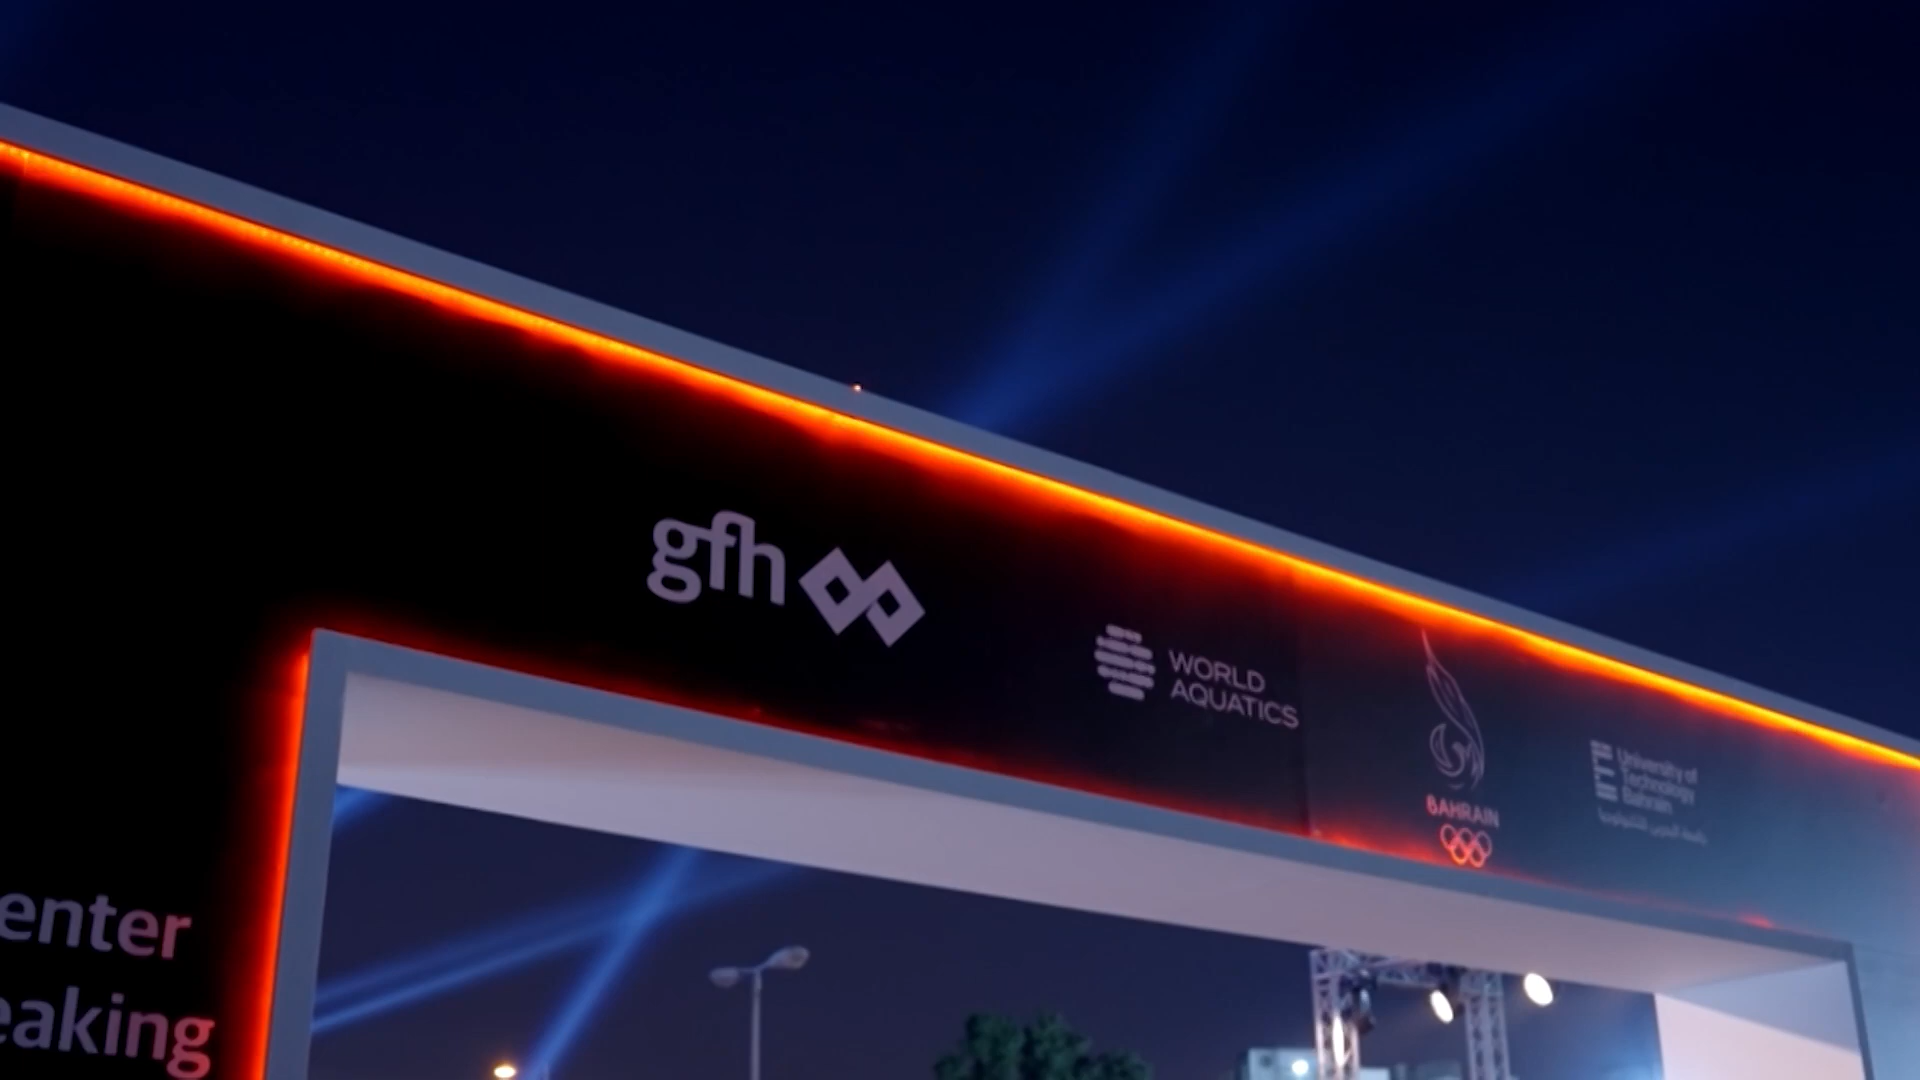 gfh
WORLD
AQUATICS
BAHRAIN
University of
Technology
Bahrain
enter
eaking